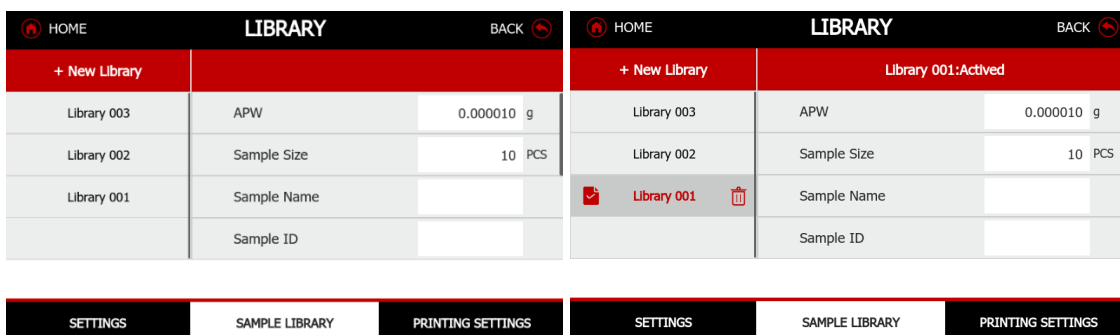 HOME LIBRARY BACK
+ New Library
Library 003 APW 0.000010 g
Library 002 Sample Size 10 PCS
Library 001 Sample Name
Sample ID
SETTINGS SAMPLE LIBRARY PRINTING SETTINGS
HOME LIBRARY BACK
+ New Library Library 001:Actived
Library 003 APW 0.000010 g
Library 002 Sample Size 10 PCS
Library 001 Sample Name
Sample ID
SETTINGS SAMPLE LIBRARY PRINTING SETTINGS